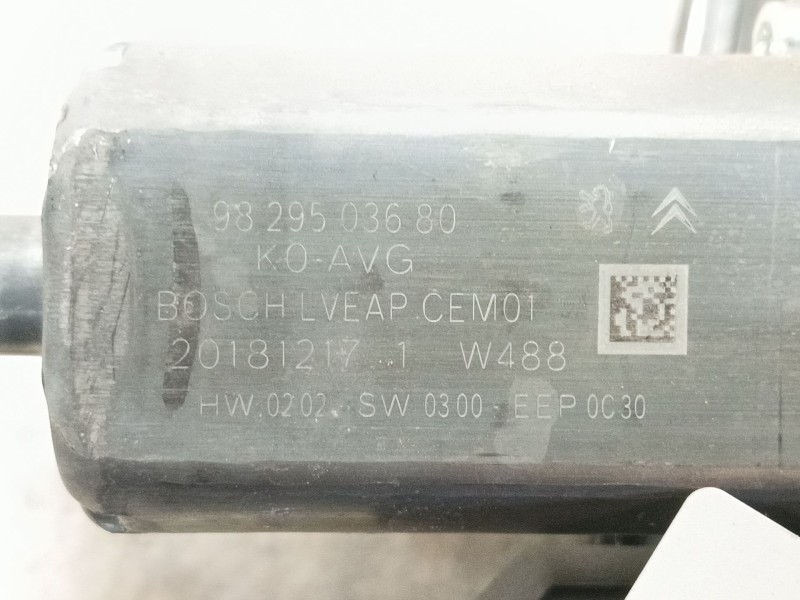 98 295 036 80
KO-AVG
BOSCH LVEAP CEM01
20181217 .. 1 W488
HW.0202 SW 0300 EEP 0C30